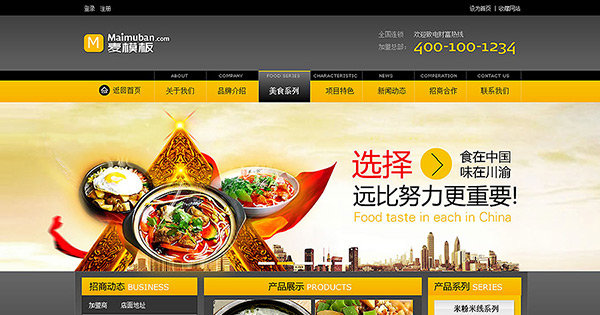 登录 注册
设为首页 | 收藏网站
M Maimuban.com
麦模板
全国连锁 欢迎致电财富热线
加盟总部: 400-100-1234
ABOUT COMPANY FOOD SERIES CHARACTERISTIC NEWS COMPERATION CONTACT US
返回首页 关于我们 品牌介绍 美食系列 项目特色 新闻动态 招商合作 联系我们
选择 食在中国
味在川渝
远比努力更重要!
Food taste in each in China
招商动态 BUSINESS
产品展示 PRODUCTS
产品系列 SERIES
加盟商 店面地址
米粉米线系列